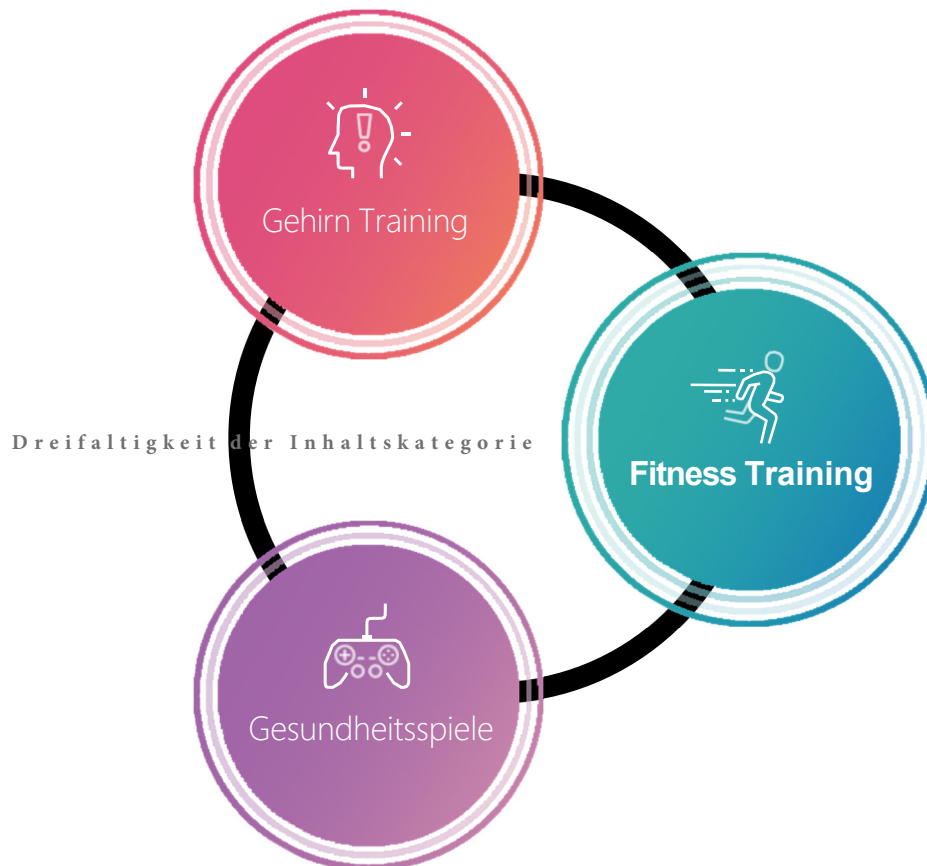 Gehirn Training
Dreifaltigkeit der Inhaltskategorie
Fitness Training
Gesundheitsspiele